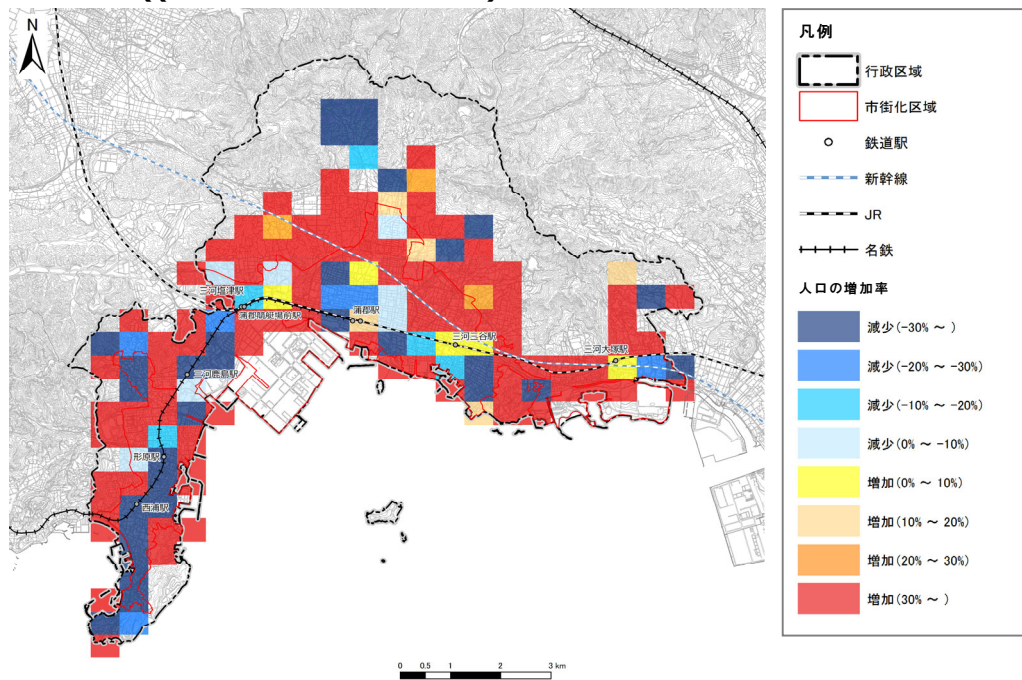 N
三河塩津駅
蒲郡競艇場前駅
蒲郡駅
三河三谷駅
三河大塚駅
三河鹿島駅
形原駅
西浦駅
0 0.5 1 2 3 km
凡例
行政区域
市街化区域
鉄道駅
新幹線
JR
名鉄
人口の増加率
減少(-30% ~ )
減少(-20% ~ -30%)
減少(-10% ~ -20%)
減少(0% ~ -10%)
増加(0% ~ 10%)
増加(10% ~ 20%)
増加(20% ~ 30%)
増加(30% ~ )